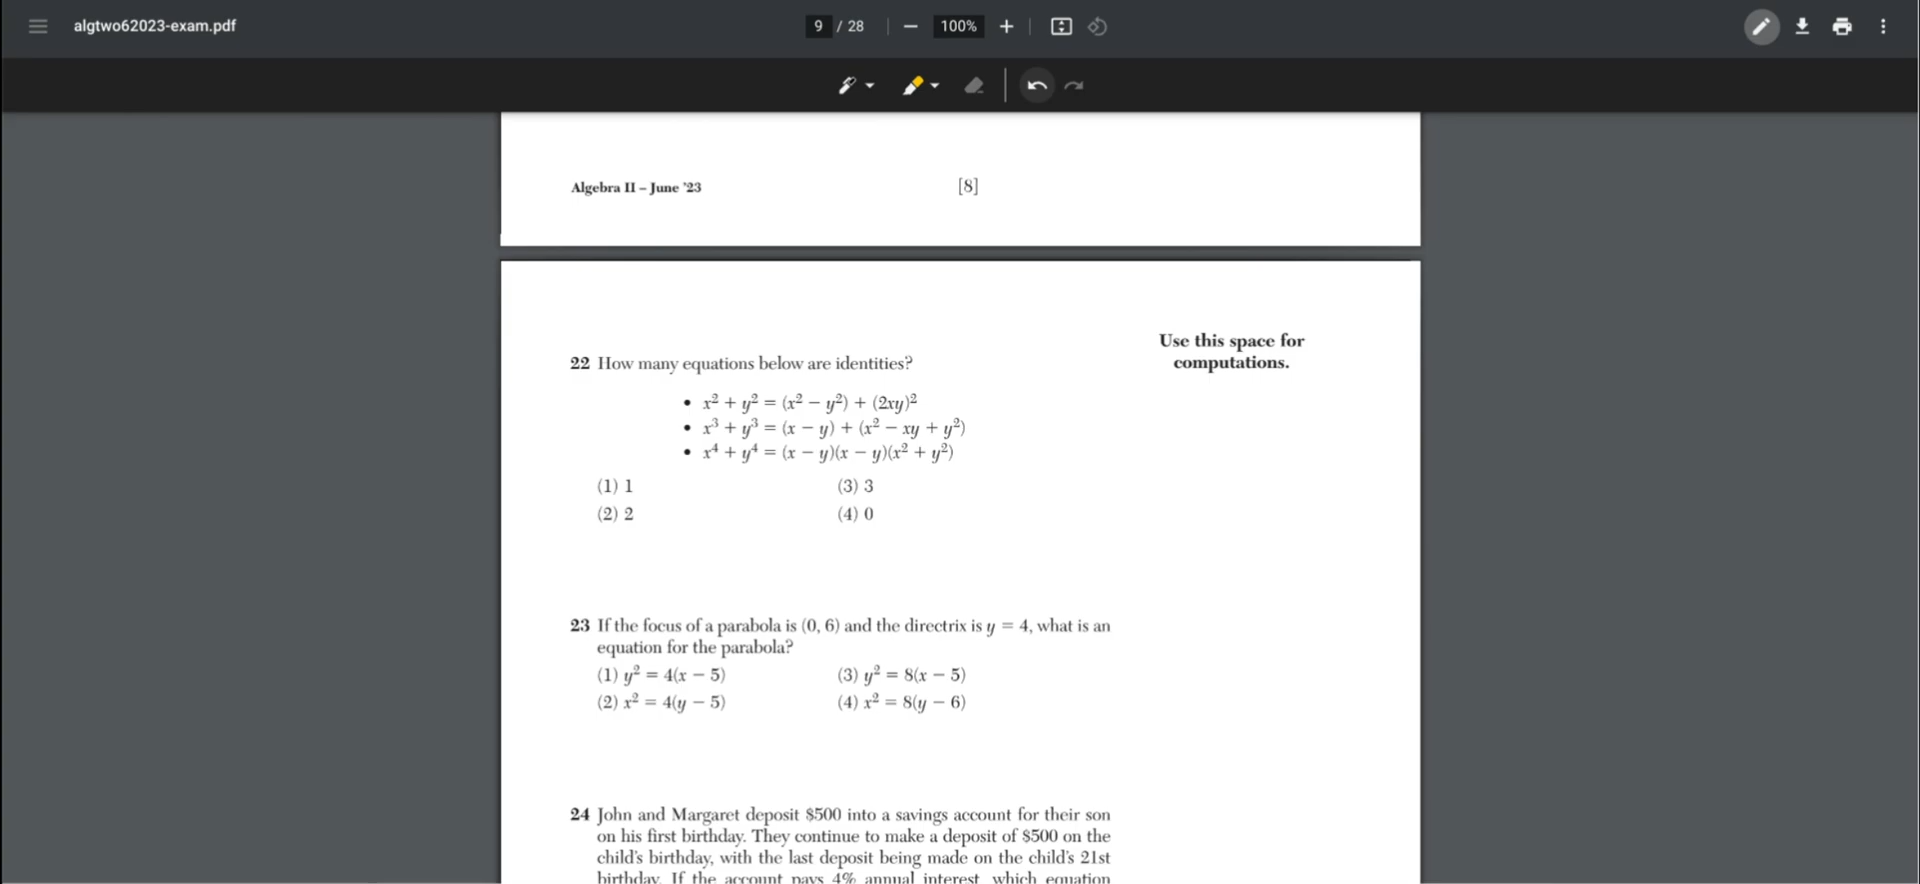 algtwo62023-exam.pdf
9 / 28
100%
Algebra II – June ’23 [8]
Use this space for
computations.
22 How many equations below are identities?
• x² + y² = (x² − y²) + (2xy)²
• x³ + y³ = (x − y) + (x² − xy + y²)
• x⁴ + y⁴ = (x − y)(x − y)(x² + y²)
(1) 1 (3) 3
(2) 2 (4) 0
23 If the focus of a parabola is (0, 6) and the directrix is y = 4, what is an
equation for the parabola?
(1) y² = 4(x − 5) (3) y² = 8(x − 5)
(2) x² = 4(y − 5) (4) x² = 8(y − 6)
24 John and Margaret deposit $500 into a savings account for their son
on his first birthday. They continue to make a deposit of $500 on the
child’s birthday, with the last deposit being made on the child’s 21st
birthday. If the account pays 4% annual interest, which equation